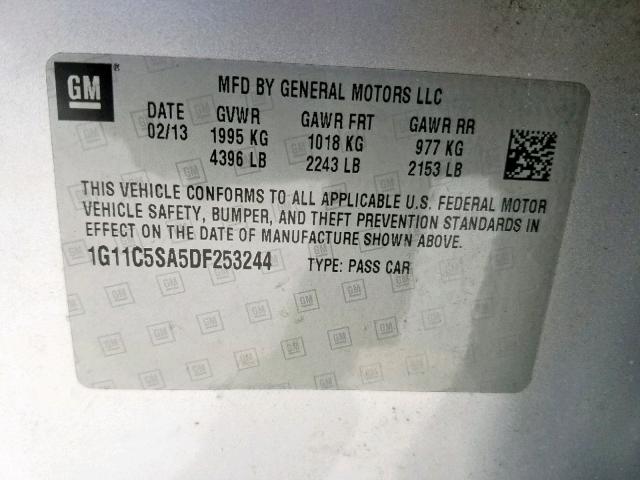 GM ®
MFD BY GENERAL MOTORS LLC
DATE GVWR GAWR FRT GAWR RR
02/13 1995 KG 1018 KG 977 KG
4396 LB 2243 LB 2153 LB
THIS VEHICLE CONFORMS TO ALL APPLICABLE U.S. FEDERAL MOTOR
VEHICLE SAFETY, BUMPER, AND THEFT PREVENTION STANDARDS IN
EFFECT ON THE DATE OF MANUFACTURE SHOWN ABOVE.
1G11C5SA5DF253244 TYPE: PASS CAR